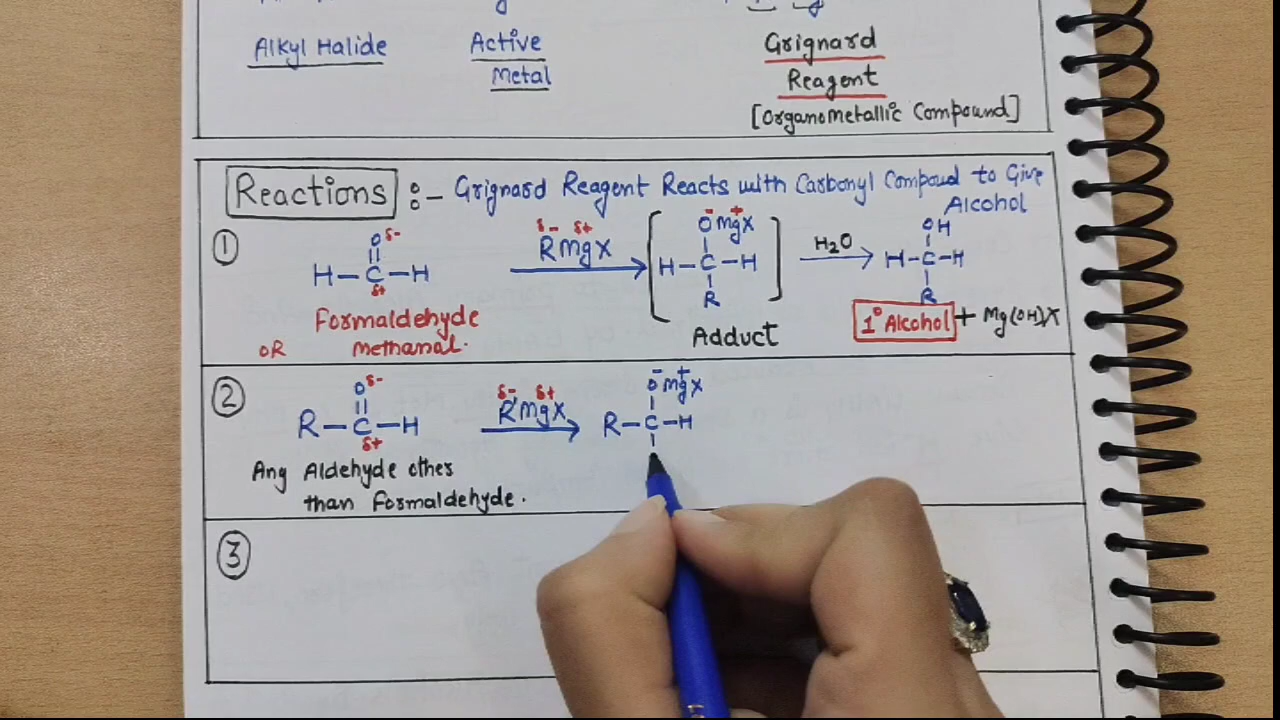 Alkyl Halide Active Metal Grignard Reagent
[Organometallic Compound]
Reactions :- Grignard Reagent Reacts with Carbonyl Compoud to Give Alcohol
① O δ- δ- δ+ O- Mg+X OH
H-C-H RMgX H-C-H H2O H-C-H
δ+ R R
Formaldehyde Adduct 1° Alcohol + Mg(OH)X
OR Methanal.
② O δ- δ- δ+ O- Mg+X
R-C-H R'MgX R-C-H
δ+
Any Aldehyde other
than Formaldehyde.
③